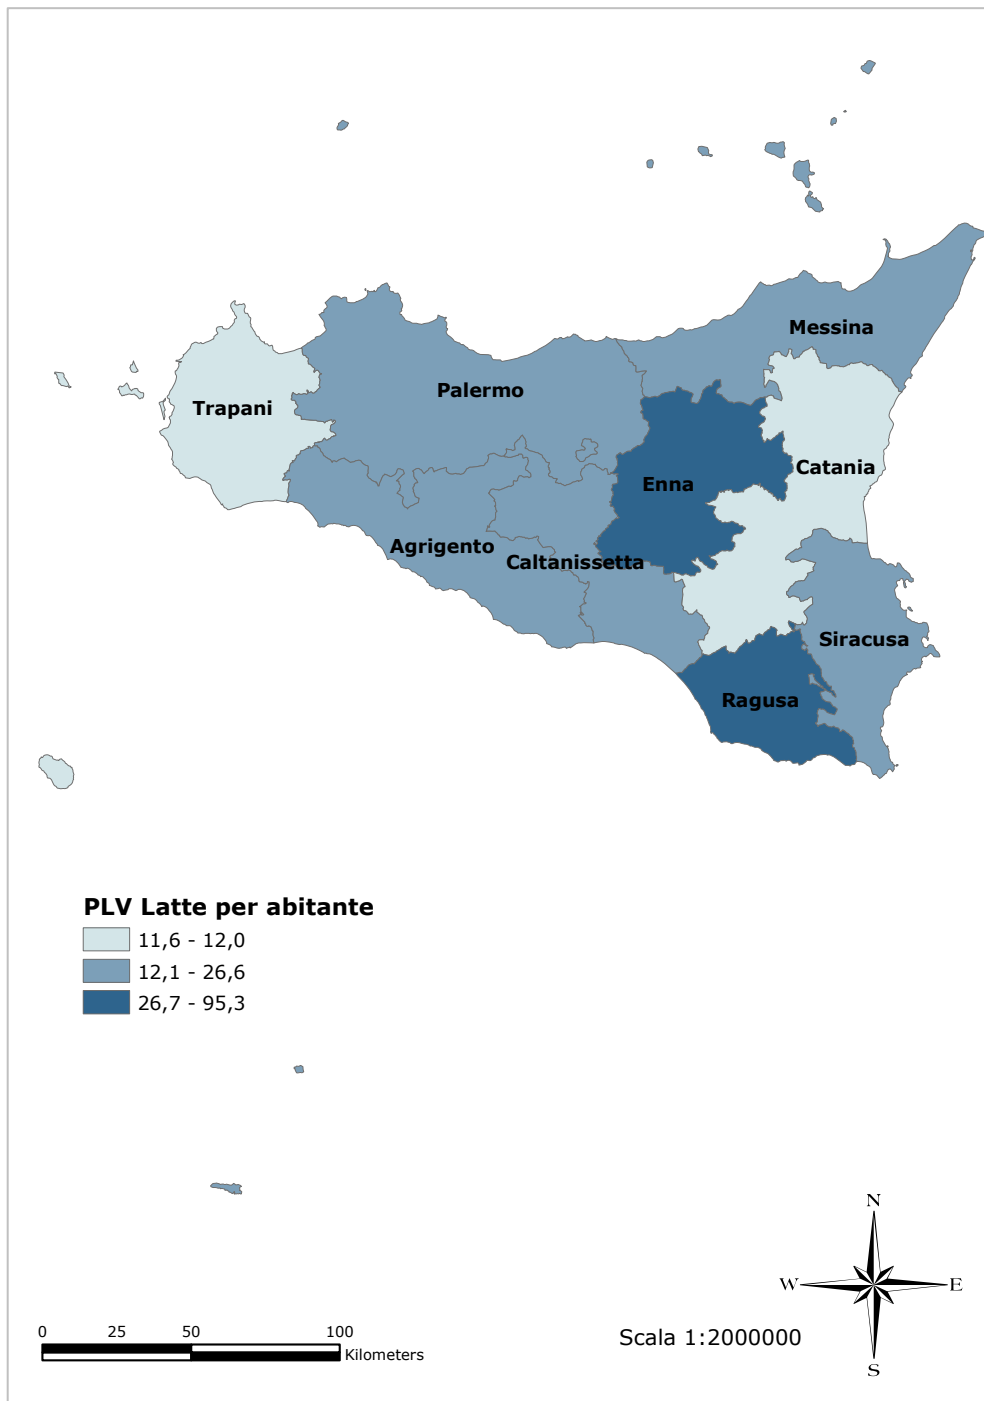 Messina
Palermo
Trapani
Catania
Enna
Agrigento
Caltanissetta
Siracusa
Ragusa
PLV Latte per abitante
11,6 - 12,0
12,1 - 26,6
26,7 - 95,3
N
W E
S
0 25 50 100
Kilometers
Scala 1:2000000